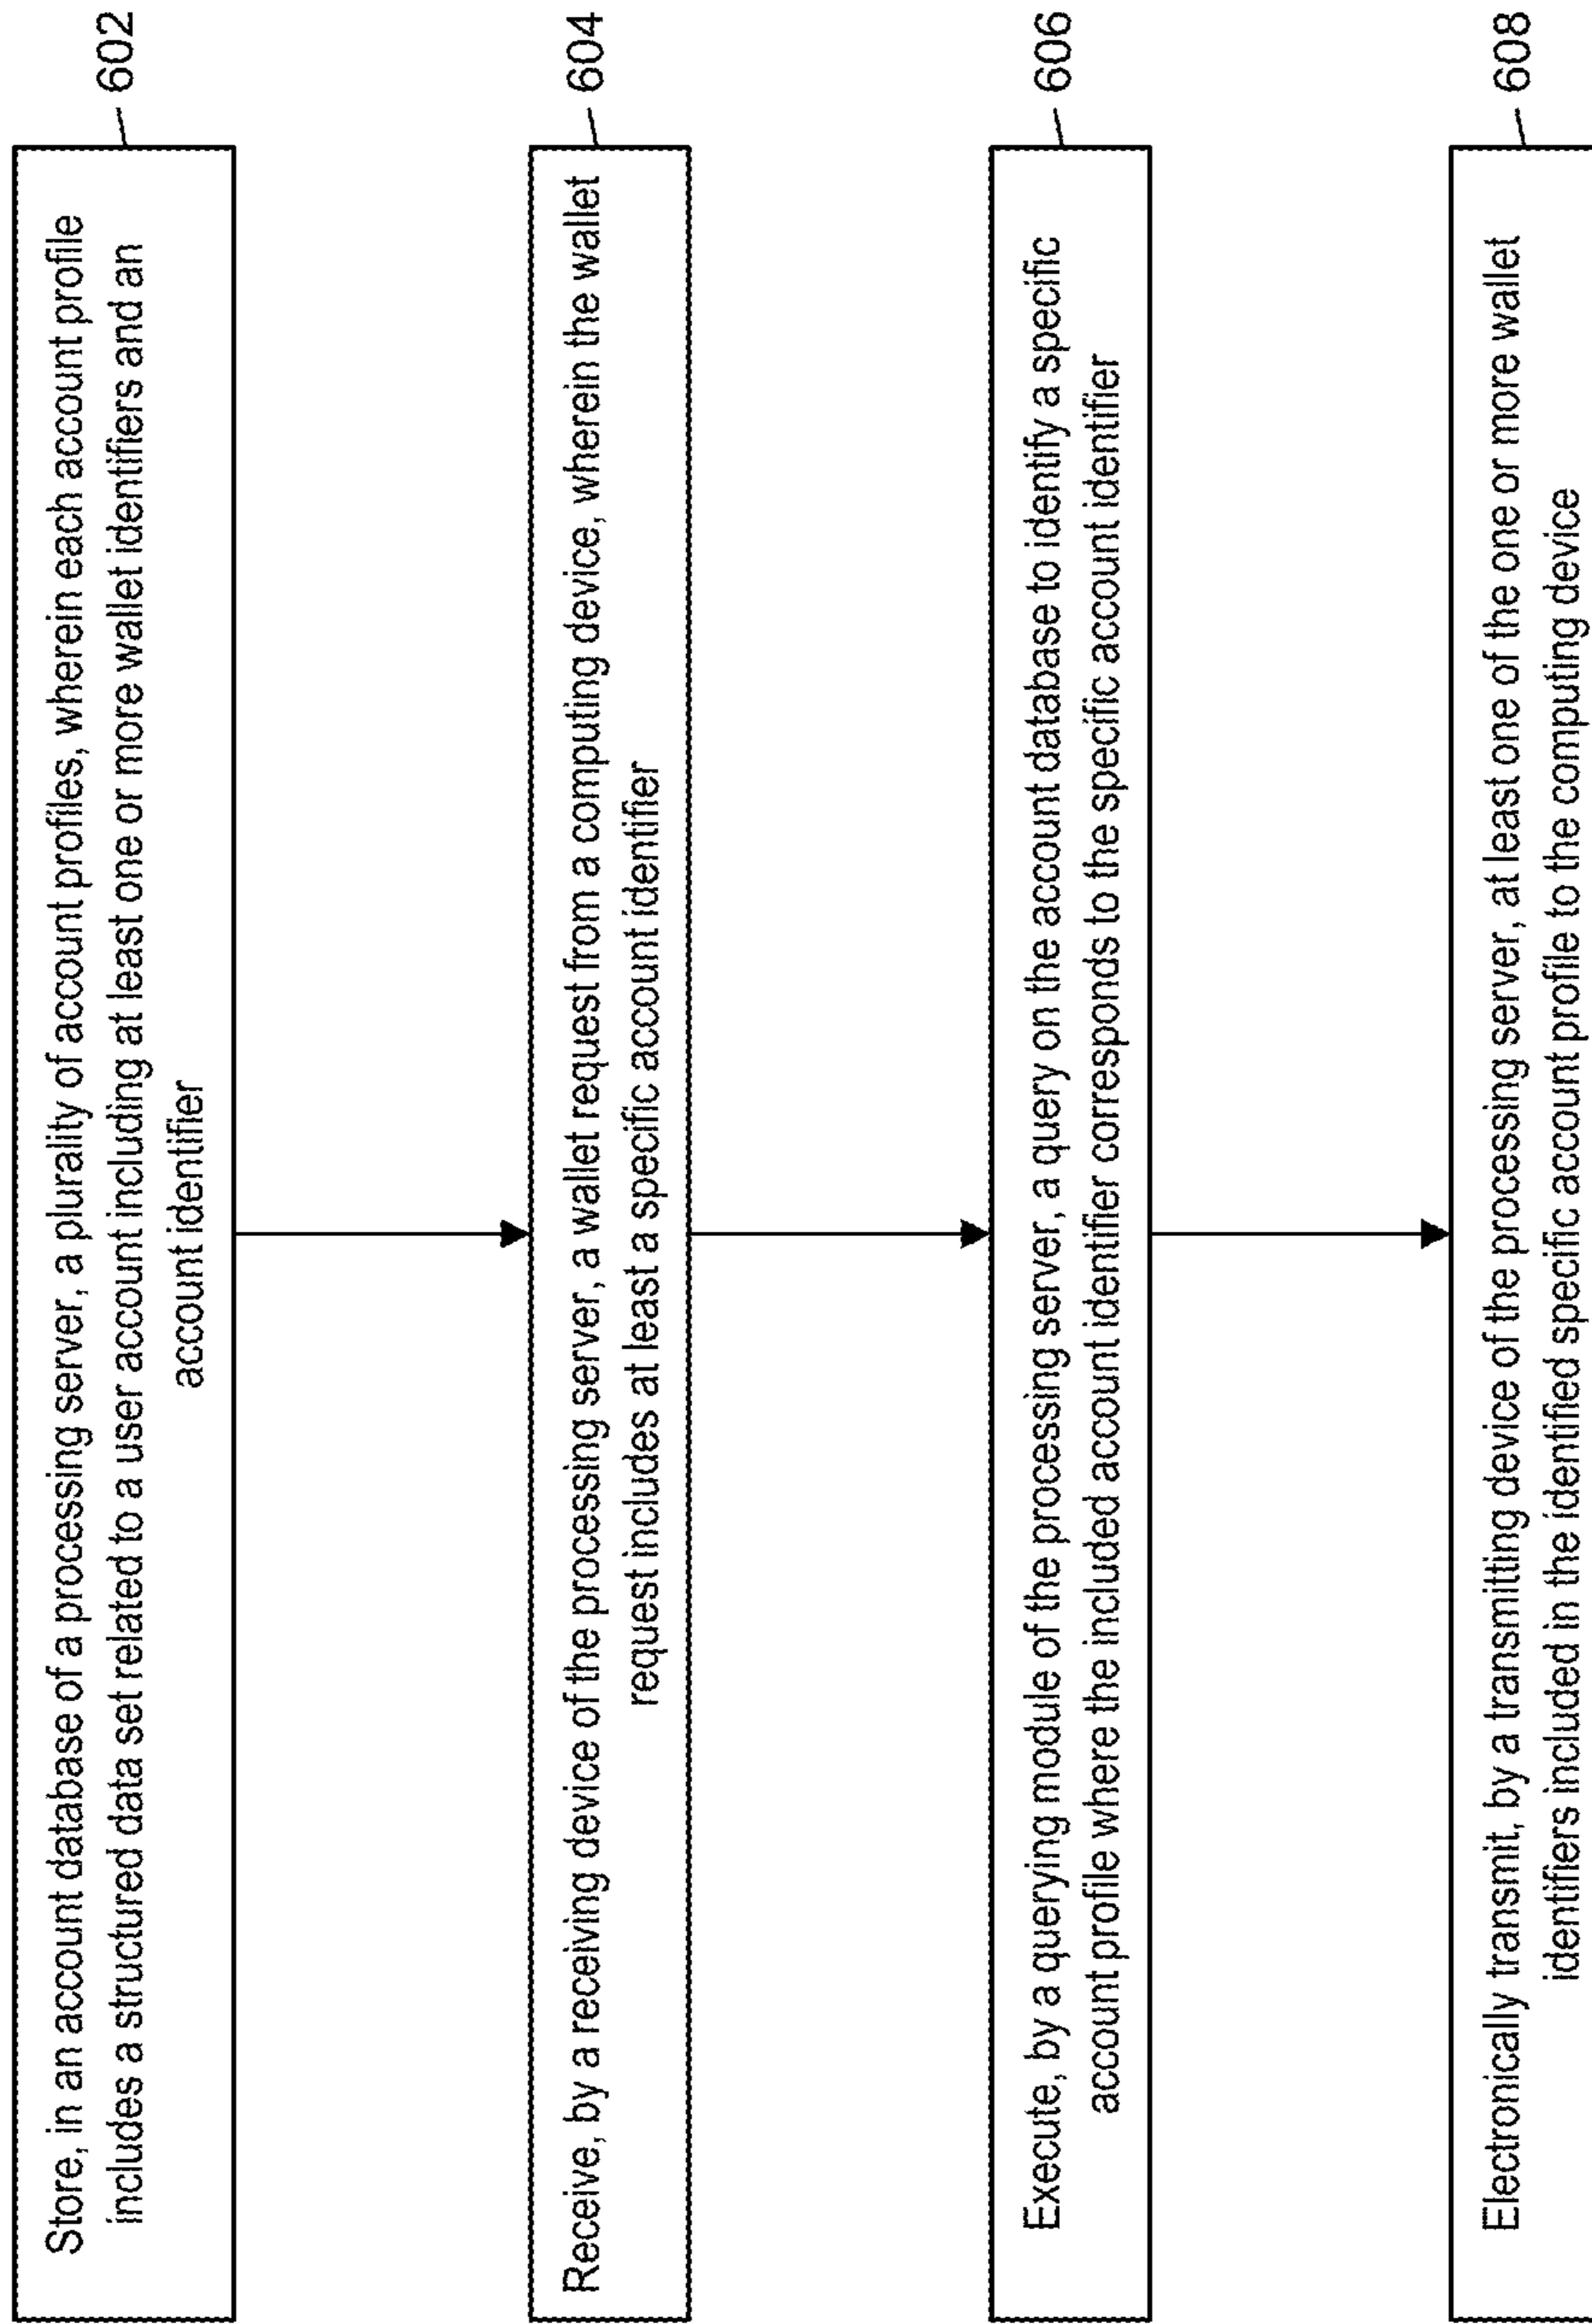 Store, in an account database of a processing server, a plurality of account profiles, wherein each account profile
includes a structured data set related to a user account including at least one or more wallet identifiers and an
account identifier
602
Receive, by a receiving device of the processing server, a wallet request from a computing device, wherein the wallet
request includes at least a specific account identifier
604
Execute, by a querying module of the processing server, a query on the account database to identify a specific
account profile where the included account identifier corresponds to the specific account identifier
606
Electronically transmit, by a transmitting device of the processing server, at least one of the one or more wallet
identifiers included in the identified specific account profile to the computing device
608